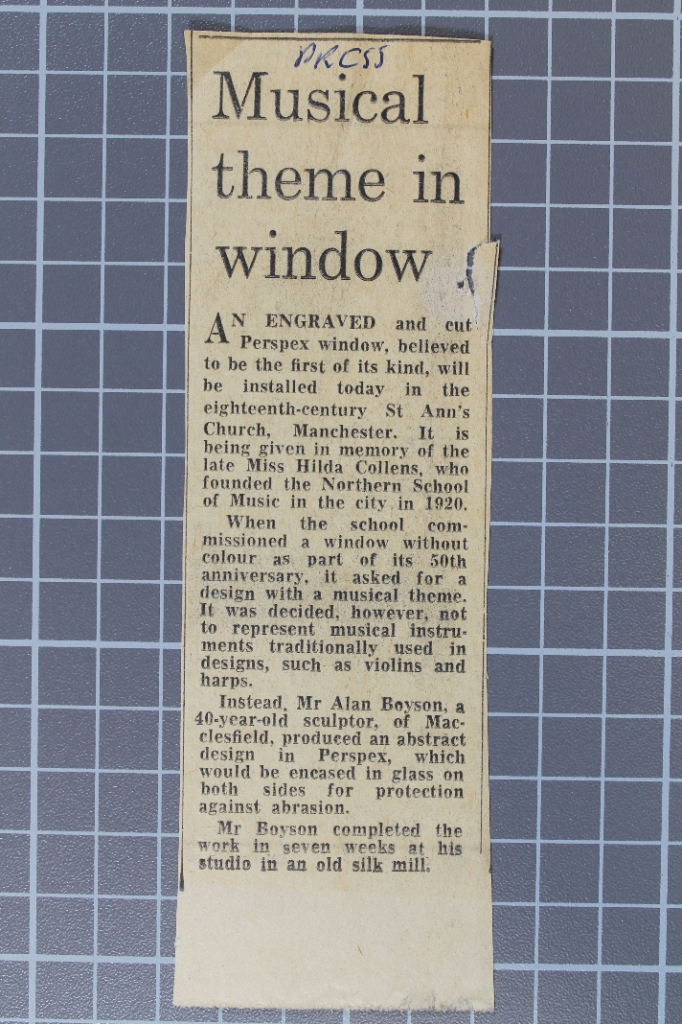 PRESS
Musical
theme in
window
AN ENGRAVED and cut
Perspex window, believed
to be the first of its kind, will
be installed today in the
eighteenth-century St Ann's
Church, Manchester. It is
being given in memory of the
late Miss Hilda Collens, who
founded the Northern School
of Music in the city in 1920.
When the school com-
missioned a window without
colour as part of its 50th
anniversary, it asked for a
design with a musical theme.
It was decided, however, not
to represent musical instru-
ments traditionally used in
designs, such as violins and
harps.
Instead, Mr Alan Boyson, a
40-year-old sculptor, of Mac-
clesfield, produced an abstract
design in Perspex, which
would be encased in glass on
both sides for protection
against abrasion.
Mr Boyson completed the
work in seven weeks at his
studio in an old silk mill.